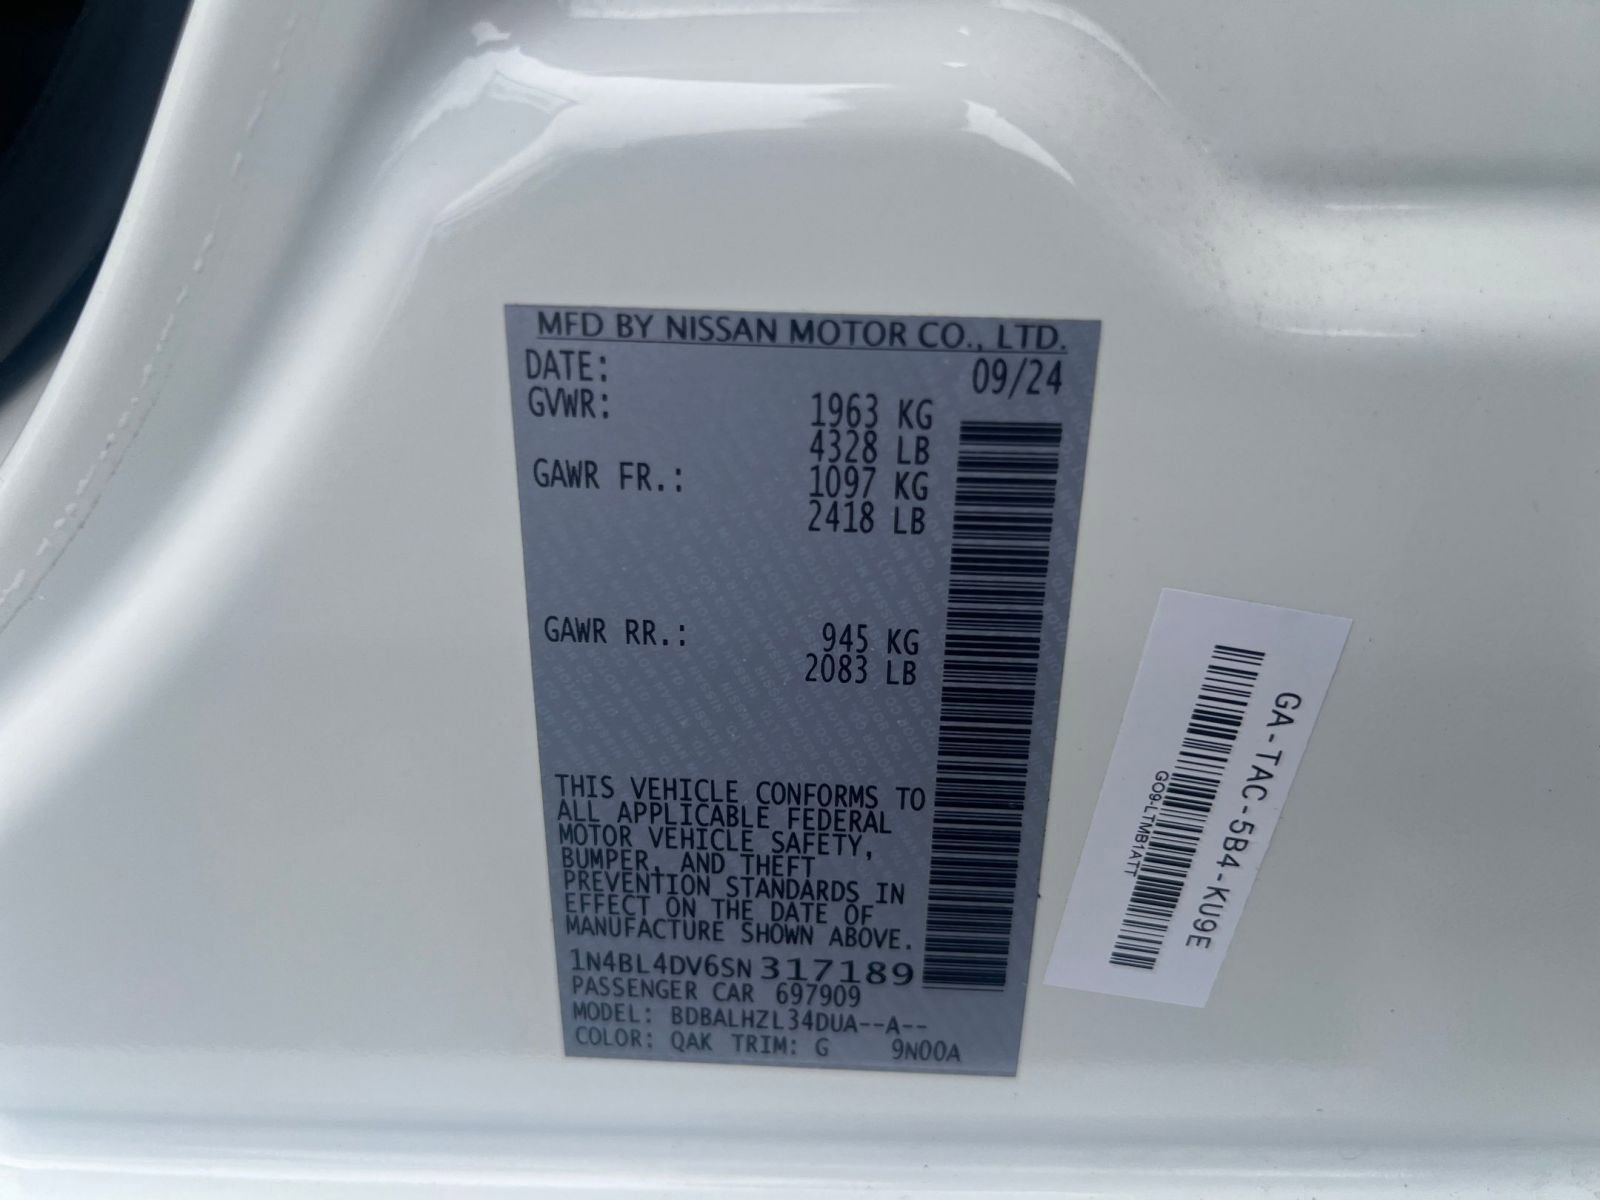 MFD BY NISSAN MOTOR CO., LTD.
DATE: 09/24
GVWR: 1963 KG
4328 LB
GAWR FR.: 1097 KG
2418 LB
GAWR RR.: 945 KG
2083 LB
THIS VEHICLE CONFORMS TO
ALL APPLICABLE FEDERAL
MOTOR VEHICLE SAFETY,
BUMPER, AND THEFT
PREVENTION STANDARDS IN
EFFECT ON THE DATE OF
MANUFACTURE SHOWN ABOVE.
1N4BL4DV6SN317189
PASSENGER CAR 697909
MODEL: BDBALHZL34DUA--A--
COLOR: QAK TRIM: G 9N00A
GA-TAC-5B4-KU9E
GO9-LTMB1ATT